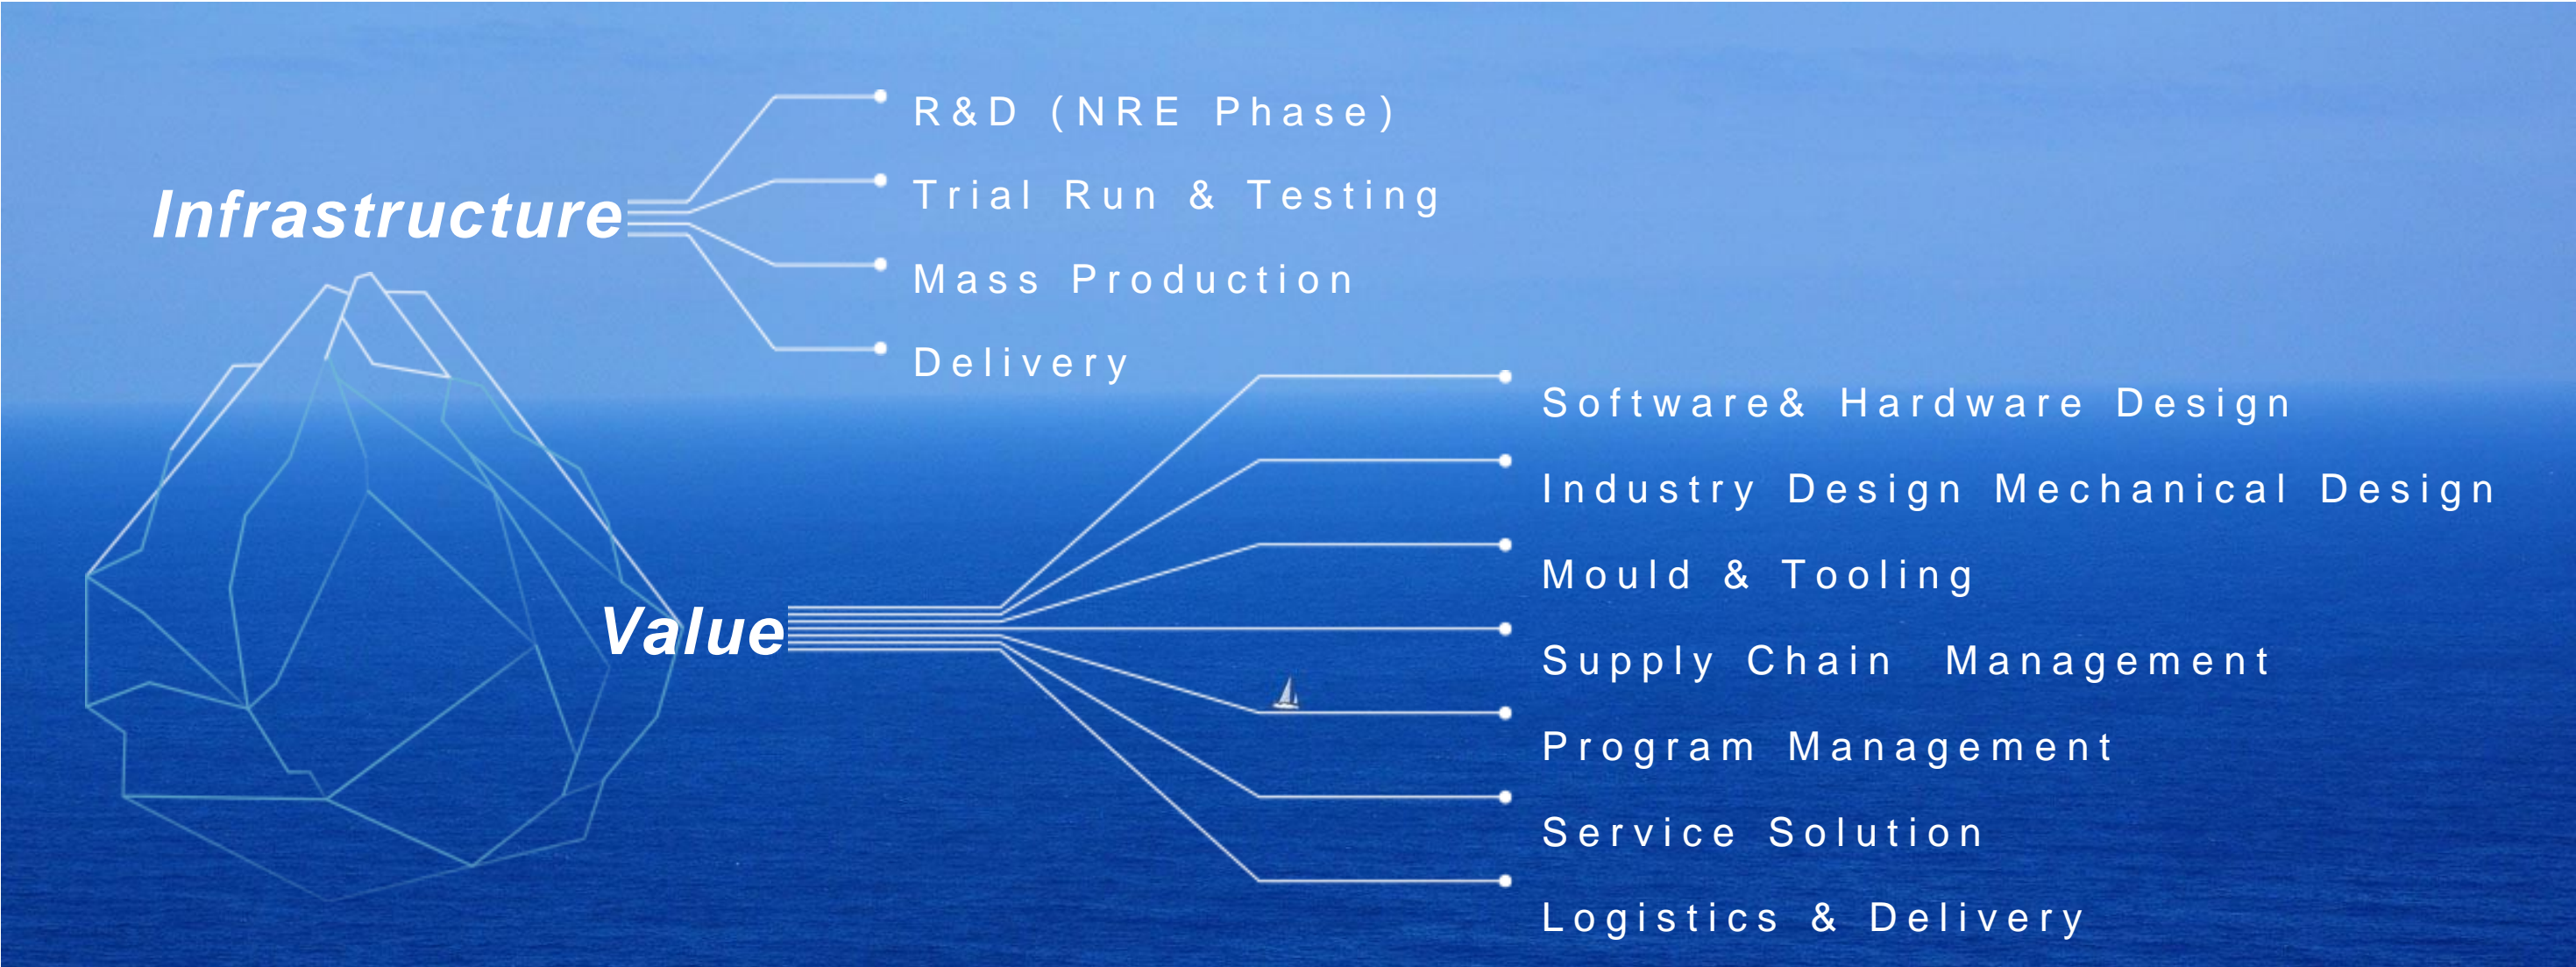 Infrastructure
R&D (NRE Phase)
Trial Run & Testing
Mass Production
Delivery
Value
Software& Hardware Design
Industry Design Mechanical Design
Mould & Tooling
Supply Chain Management
Program Management
Service Solution
Logistics & Delivery